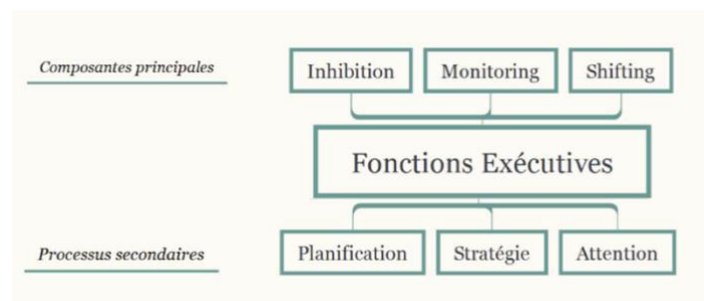 Composantes principales
Inhibition
Monitoring
Shifting
Fonctions Exécutives
Processus secondaires
Planification
Stratégie
Attention